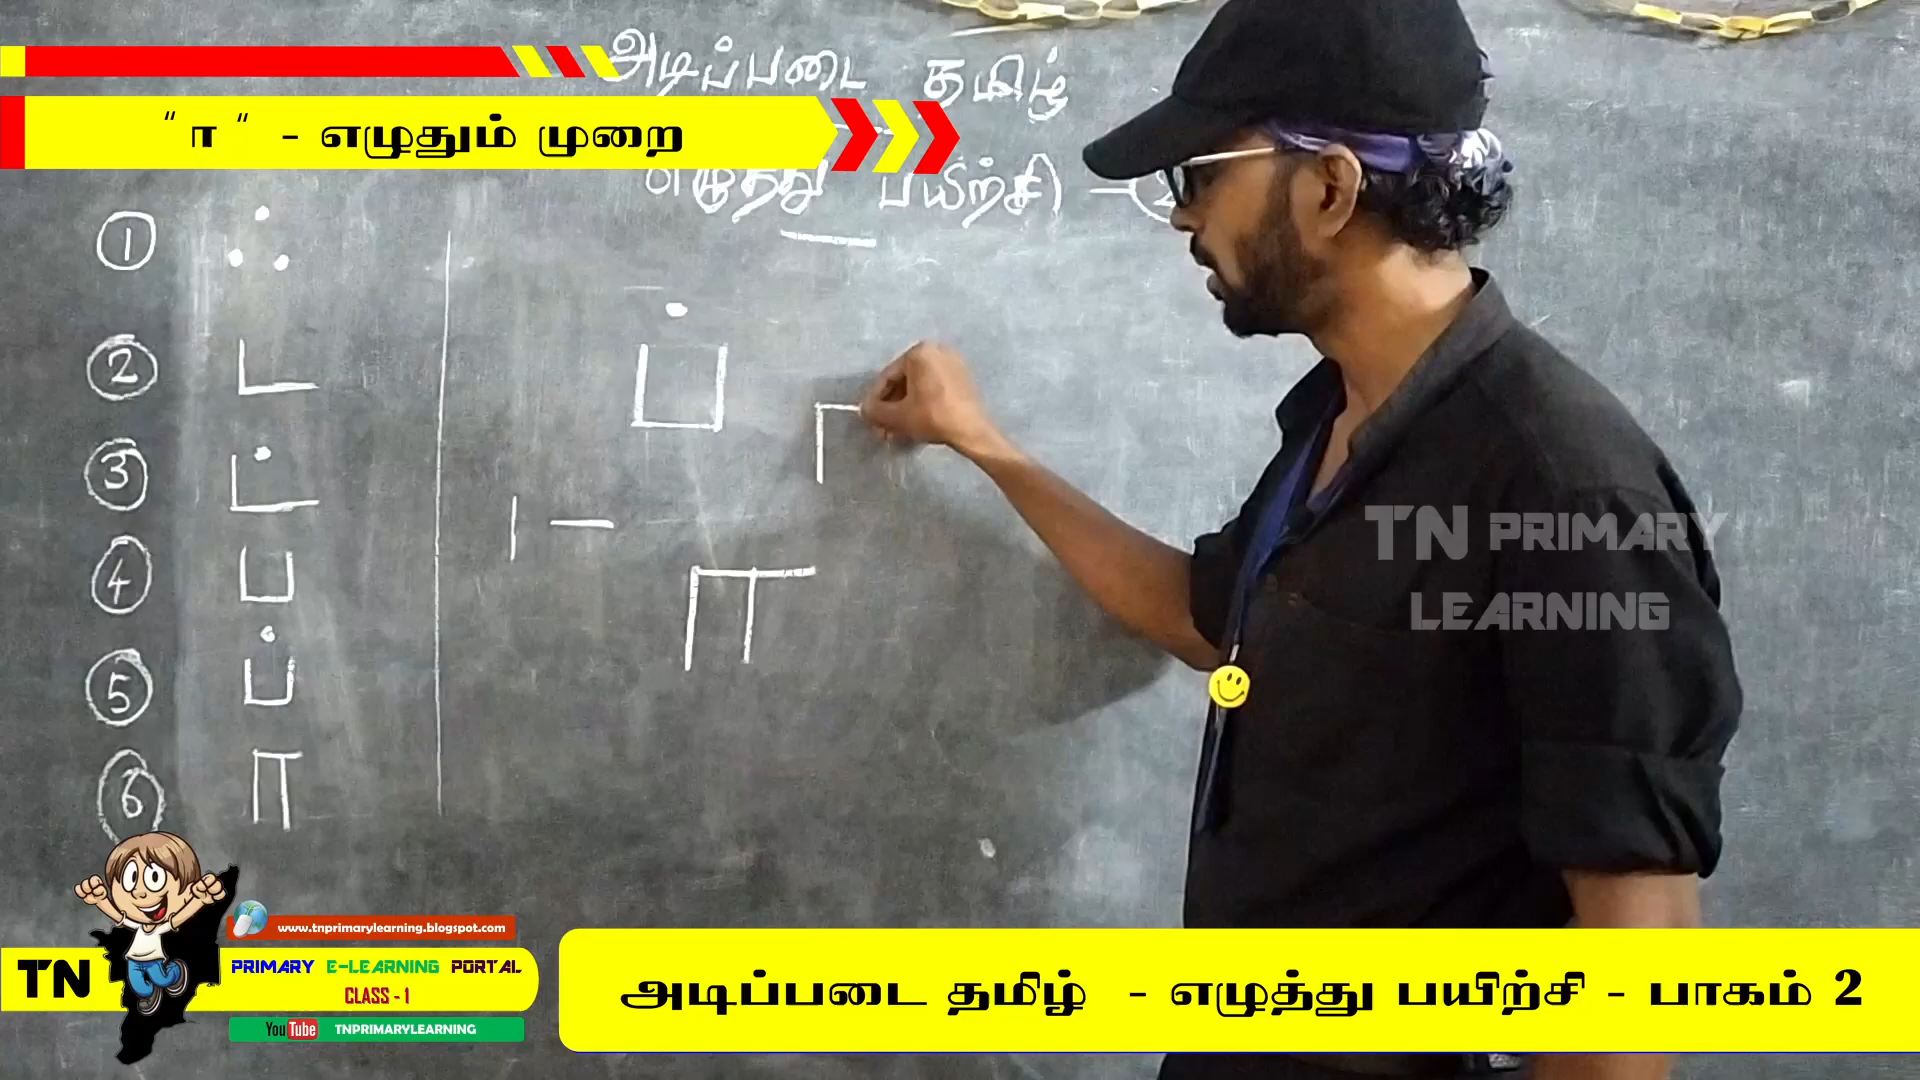 அடிப்படை தமிழ்
" ா " - எழுதும் முறை
எழுத்து பயிற்சி - 2
1 ஃ
2 ட
3 ட்
4 ப
5 ப்
6 ா
ப்
ா
TN PRIMARY
LEARNING
www.tnprimarylearning.blogspot.com
TN PRIMARY E-LEARNING PORTAL
CLASS - 1
YouTube TNPRIMARYLEARNING
அடிப்படை தமிழ் - எழுத்து பயிற்சி - பாகம் 2